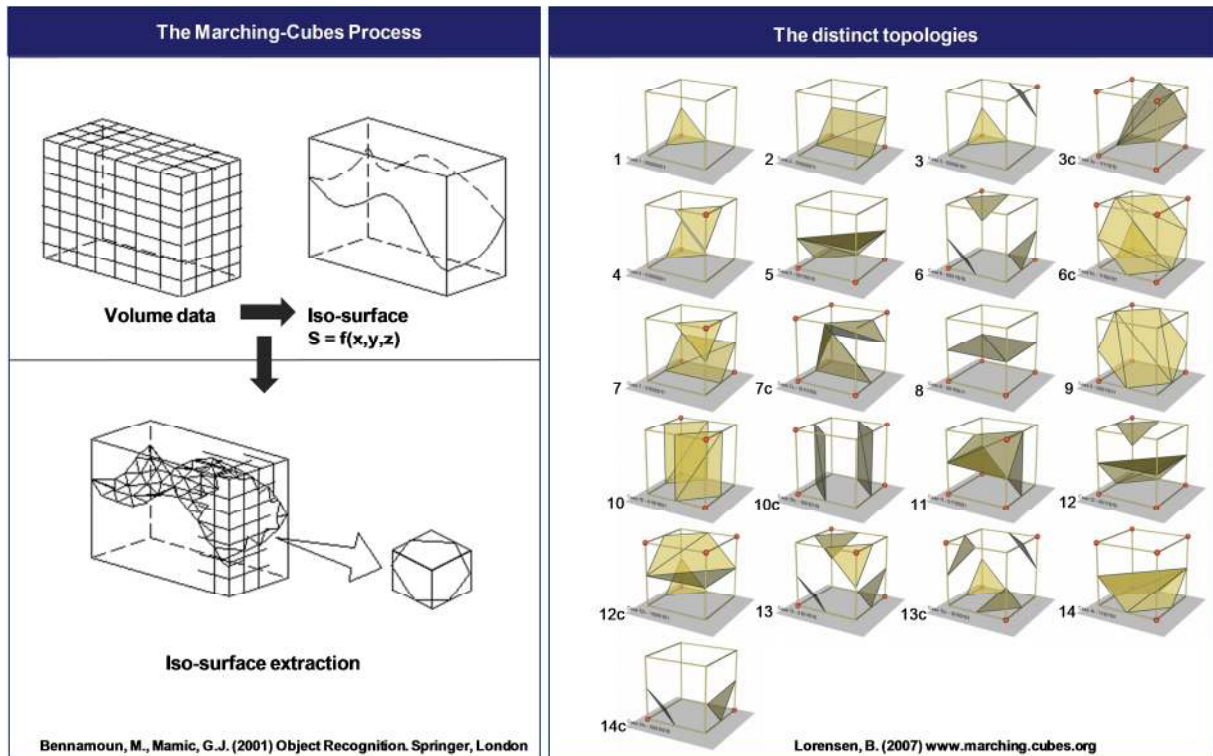 The Marching-Cubes Process
Volume data
Iso-surface
S = f(x,y,z)
Iso-surface extraction
Bennamoun, M., Mamic, G.J. (2001) Object Recognition. Springer, London
The distinct topologies
1 2 3 3c
4 5 6 6c
7 7c 8 9
10 10c 11 12
12c 13 13c 14
14c
Lorensen, B. (2007) www.marching.cubes.org